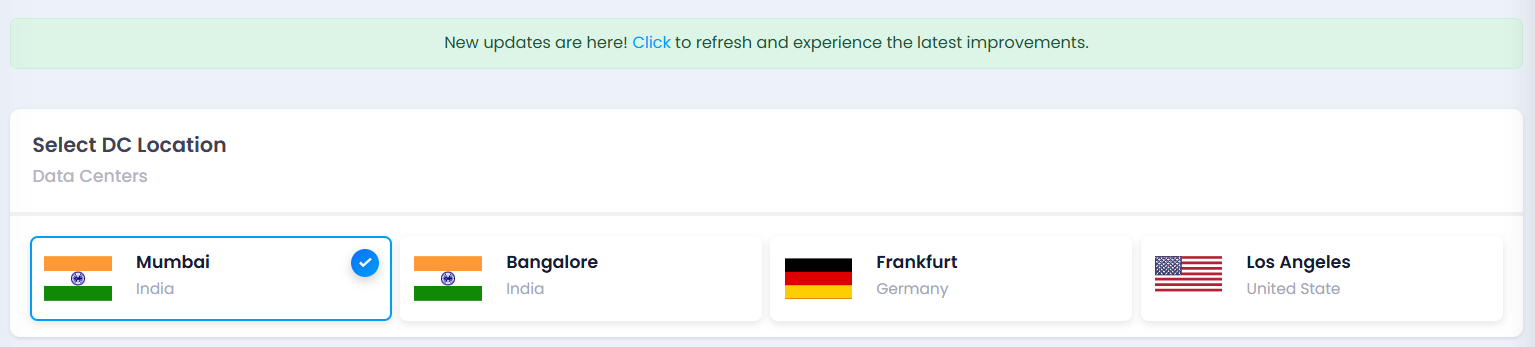 New updates are here! Click to refresh and experience the latest improvements.
Select DC Location
Data Centers
Mumbai
India
Bangalore
India
Frankfurt
Germany
Los Angeles
United State